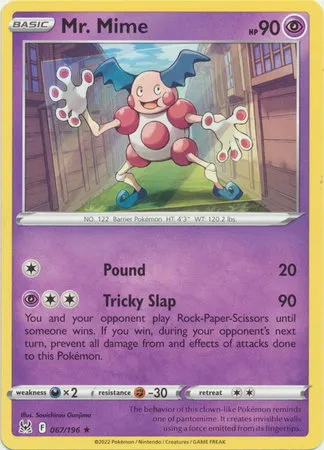 BASIC Mr. Mime HP 90
NO. 122 Barrier Pokémon HT: 4'3" WT: 120.2 lbs.
Pound 20
Tricky Slap 90
You and your opponent play Rock-Paper-Scissors until
someone wins. If you win, during your opponent's next
turn, prevent all damage from and effects of attacks done
to this Pokémon.
weakness ×2 resistance -30 retreat
Illus. Souichirou Gunjima
F 067/196 ★
The behavior of this clown-like Pokémon reminds
one of pantomime. It creates invisible walls
using a force emitted from its fingertips.
©2022 Pokémon / Nintendo / Creatures / GAME FREAK